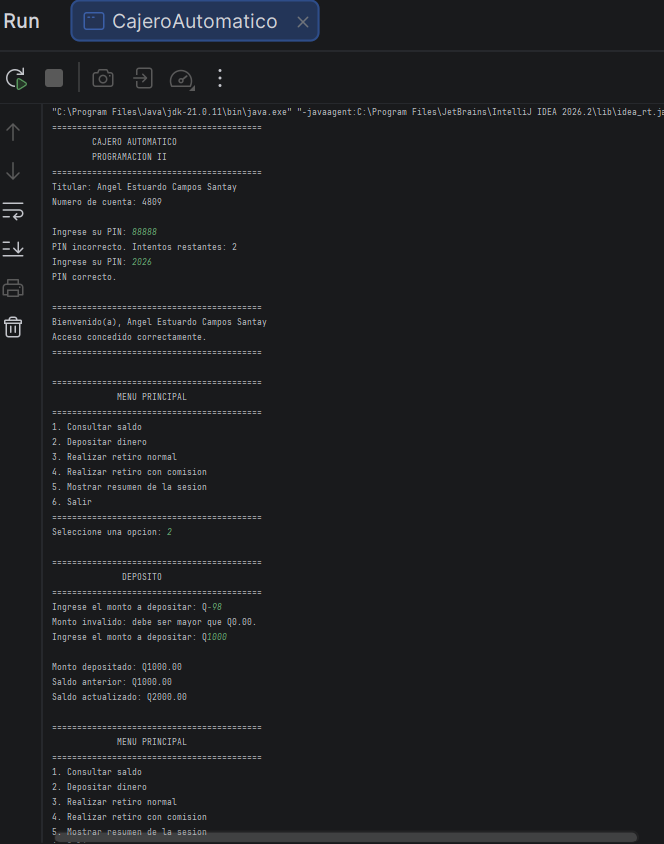 Run CajeroAutomatico
"C:\Program Files\Java\jdk-21.0.11\bin\java.exe" "-javaagent:C:\Program Files\JetBrains\IntelliJ IDEA 2026.2\lib\idea_rt.ja
==========================================
CAJERO AUTOMATICO
PROGRAMACION II
==========================================
Titular: Angel Estuardo Campos Santay
Numero de cuenta: 4809
Ingrese su PIN: 88888
PIN incorrecto. Intentos restantes: 2
Ingrese su PIN: 2026
PIN correcto.
==========================================
Bienvenido(a), Angel Estuardo Campos Santay
Acceso concedido correctamente.
==========================================
==========================================
MENU PRINCIPAL
==========================================
1. Consultar saldo
2. Depositar dinero
3. Realizar retiro normal
4. Realizar retiro con comision
5. Mostrar resumen de la sesion
6. Salir
==========================================
Seleccione una opcion: 2
==========================================
DEPOSITO
==========================================
Ingrese el monto a depositar: Q-98
Monto invalido: debe ser mayor que Q0.00.
Ingrese el monto a depositar: Q1000
Monto depositado: Q1000.00
Saldo anterior: Q1000.00
Saldo actualizado: Q2000.00
==========================================
MENU PRINCIPAL
==========================================
1. Consultar saldo
2. Depositar dinero
3. Realizar retiro normal
4. Realizar retiro con comision
5. Mostrar resumen de la sesion